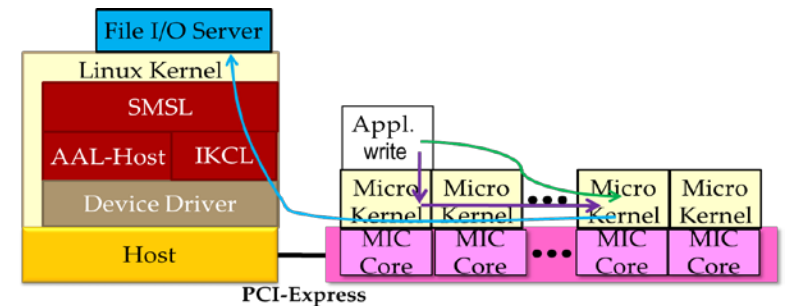 File I/O Server
Linux Kernel
SMSL
AAL-Host
IKCL
Device Driver
Host
PCI-Express
Appl.
write
Micro
Kernel
Micro
Kernel
Micro
Kernel
Micro
Kernel
MIC
Core
MIC
Core
MIC
Core
MIC
Core